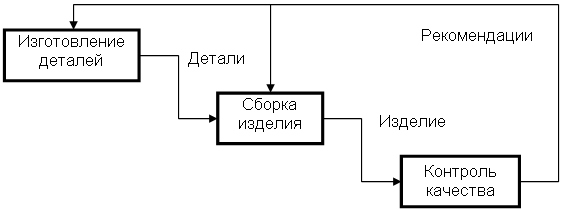 Изготовление
деталей
Детали
Рекомендации
Сборка
изделия
Изделие
Контроль
качества